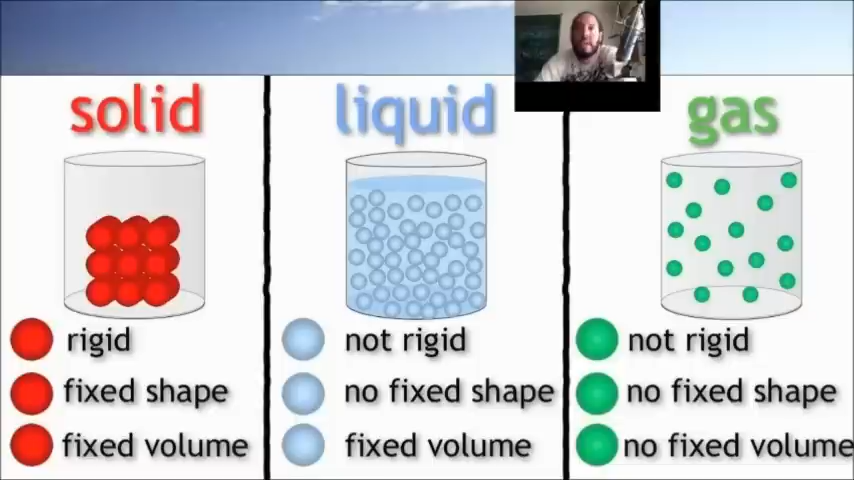 solid
liquid
gas
rigid
fixed shape
fixed volume
not rigid
no fixed shape
fixed volume
not rigid
no fixed shape
no fixed volume